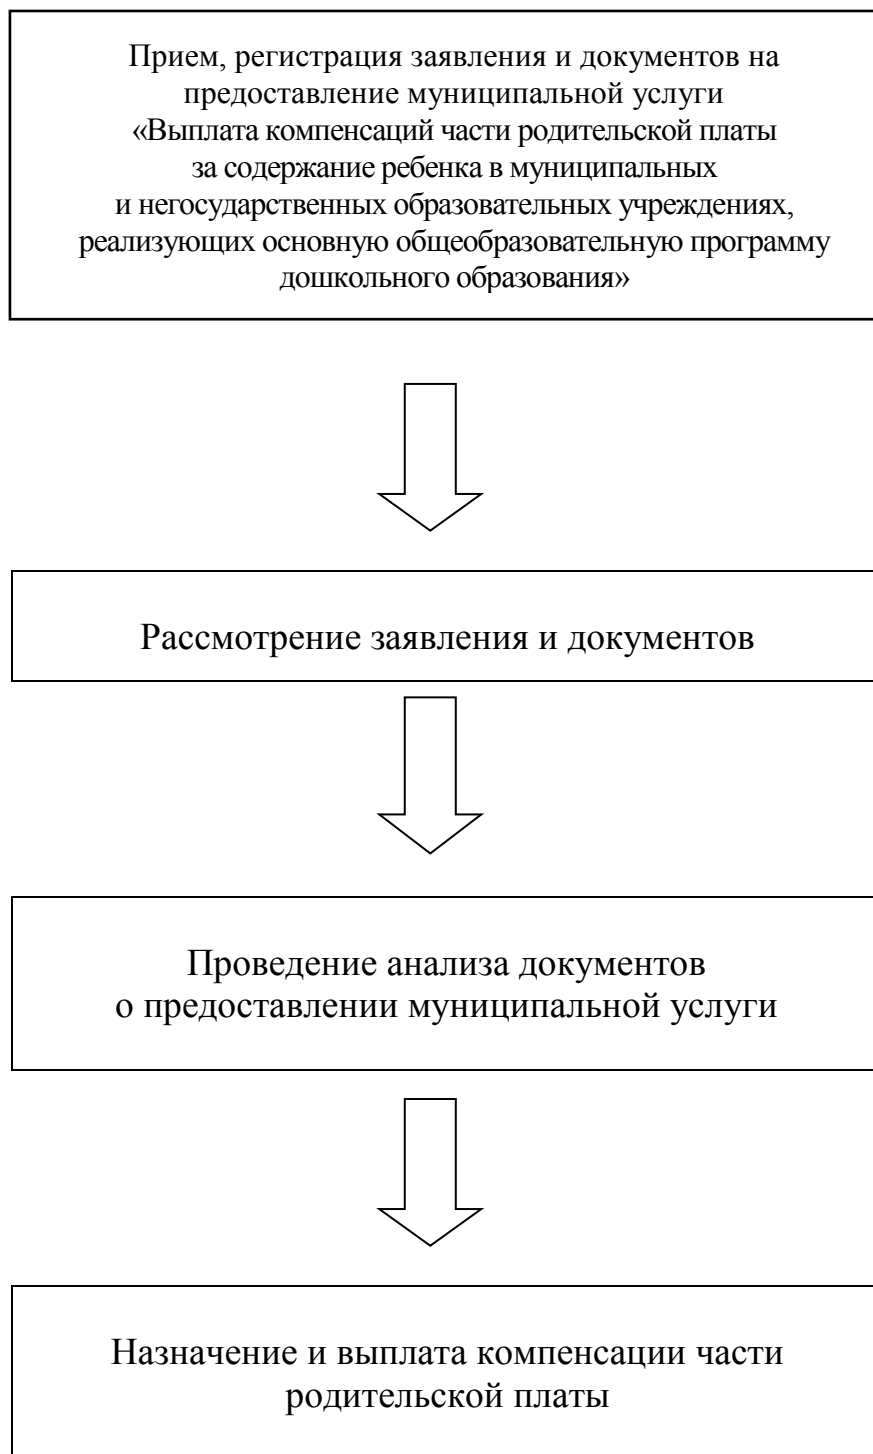 Прием, регистрация заявления и документов на
предоставление муниципальной услуги
«Выплата компенсаций части родительской платы
за содержание ребенка в муниципальных
и негосударственных образовательных учреждениях,
реализующих основную общеобразовательную программу
дошкольного образования»
Рассмотрение заявления и документов
Проведение анализа документов
о предоставлении муниципальной услуги
Назначение и выплата компенсации части
родительской платы